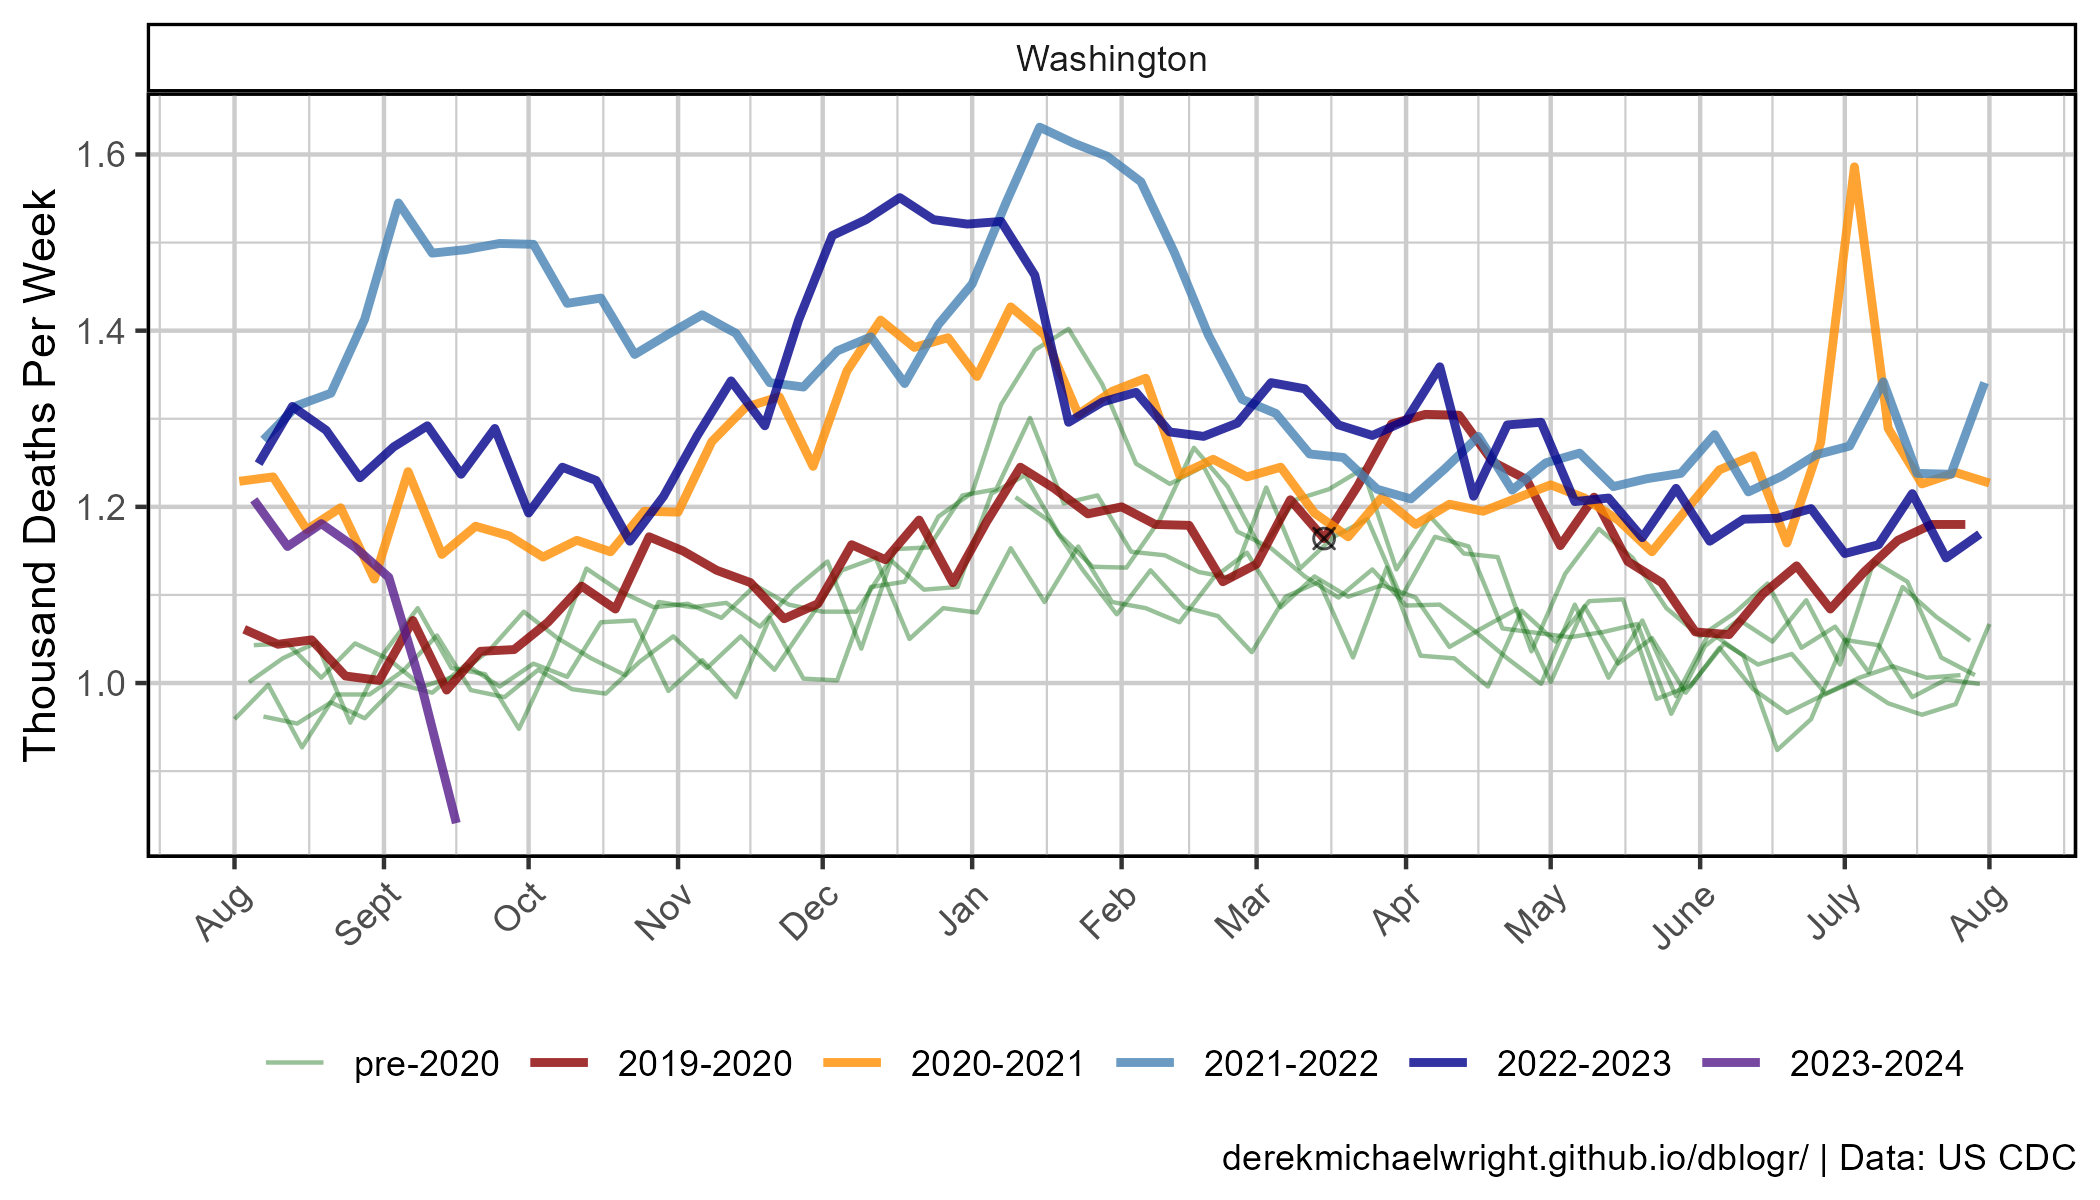 Washington
Thousand Deaths Per Week
1.6
1.4
1.2
1.0
Aug Sept Oct Nov Dec Jan Feb Mar Apr May June July Aug
pre-2020 2019-2020 2020-2021 2021-2022 2022-2023 2023-2024
derekmichaelwright.github.io/dblogr/ | Data: US CDC